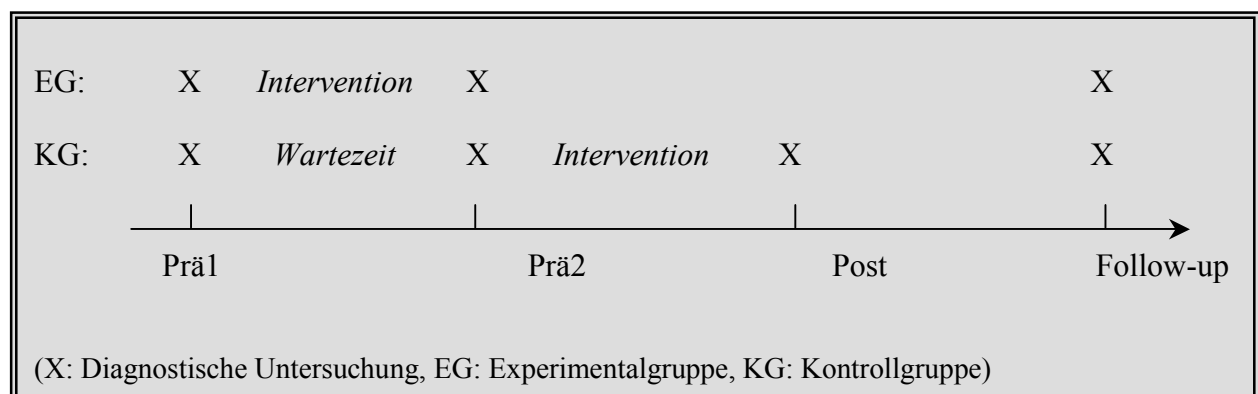 EG: X Intervention X X
KG: X Wartezeit X Intervention X X
Prä1 Prä2 Post Follow-up
(X: Diagnostische Untersuchung, EG: Experimentalgruppe, KG: Kontrollgruppe)